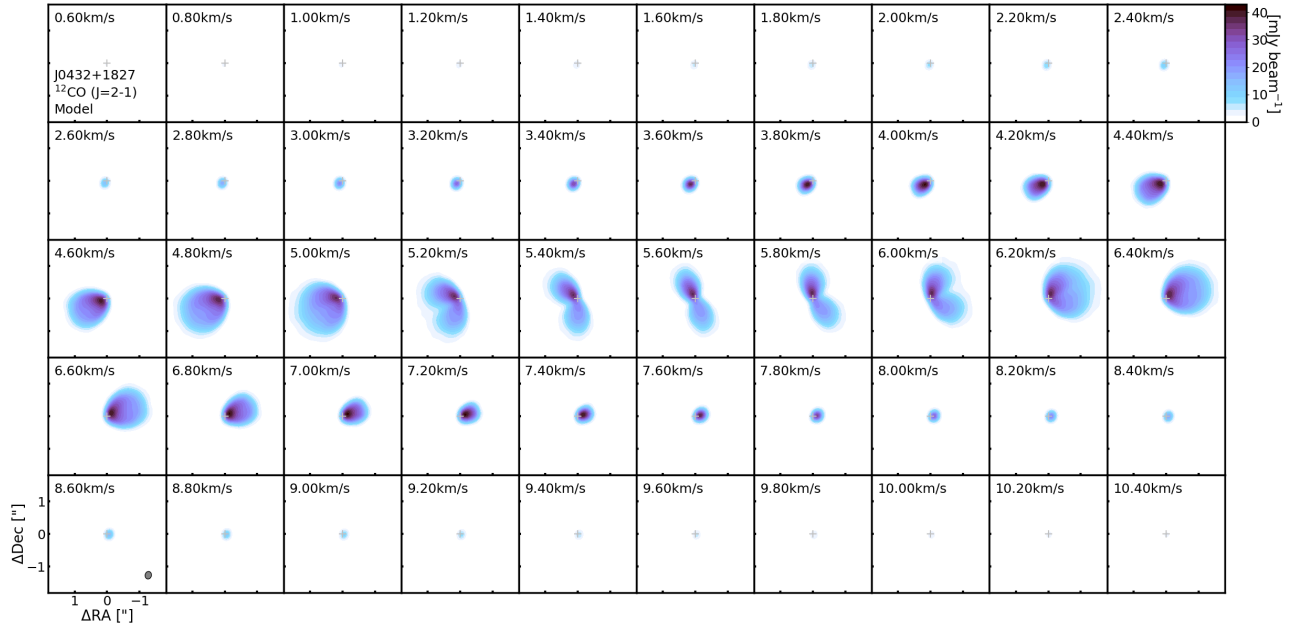 0.60km/s 0.80km/s 1.00km/s 1.20km/s 1.40km/s 1.60km/s 1.80km/s 2.00km/s 2.20km/s 2.40km/s
J0432+1827
¹²CO (J=2-1)
Model
40
30
20
10
0
[mJy beam⁻¹]
2.60km/s 2.80km/s 3.00km/s 3.20km/s 3.40km/s 3.60km/s 3.80km/s 4.00km/s 4.20km/s 4.40km/s
4.60km/s 4.80km/s 5.00km/s 5.20km/s 5.40km/s 5.60km/s 5.80km/s 6.00km/s 6.20km/s 6.40km/s
6.60km/s 6.80km/s 7.00km/s 7.20km/s 7.40km/s 7.60km/s 7.80km/s 8.00km/s 8.20km/s 8.40km/s
8.60km/s 8.80km/s 9.00km/s 9.20km/s 9.40km/s 9.60km/s 9.80km/s 10.00km/s 10.20km/s 10.40km/s
1
0
−1
ΔDec ["]
1 0 −1
ΔRA ["]